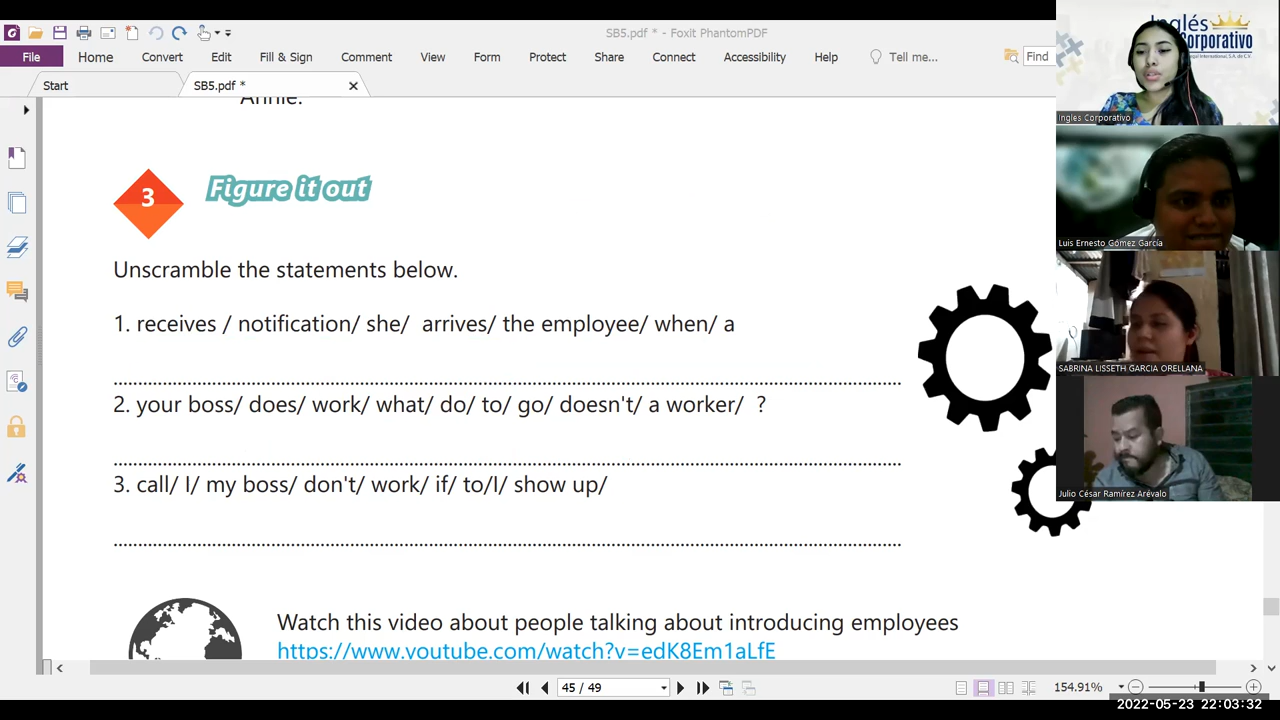 SB5.pdf * - Foxit PhantomPDF
File Home Convert Edit Fill & Sign Comment View Form Protect Share Connect Accessibility Help Tell me... Find
Start SB5.pdf *
Annie.
3 Figure it out
Unscramble the statements below.
1. receives / notification/ she/ arrives/ the employee/ when/ a
2. your boss/ does/ work/ what/ do/ to/ go/ doesn't/ a worker/ ?
3. call/ I/ my boss/ don't/ work/ if/ to/I/ show up/
Watch this video about people talking about introducing employees
https://www.youtube.com/watch?v=edK8Em1aLfE
45 / 49
154.91%
Inglés
Corporativo
Ingles Corporativo
Luis Ernesto Gómez García
SABRINA LISSETH GARCIA ORELLANA
Julio César Ramírez Arévalo
2022-05-23 22:03:32